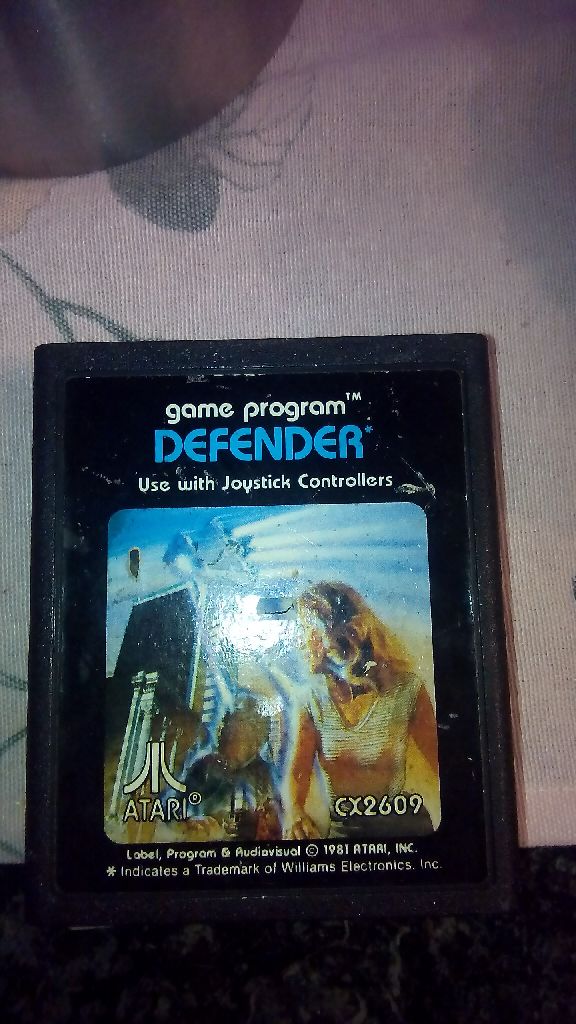 game program™
DEFENDER*
Use with Joystick Controllers
ATARI®
CX2609
Label, Program & Audiovisual © 1981 ATARI, INC.
* Indicates a Trademark of Williams Electronics, Inc.